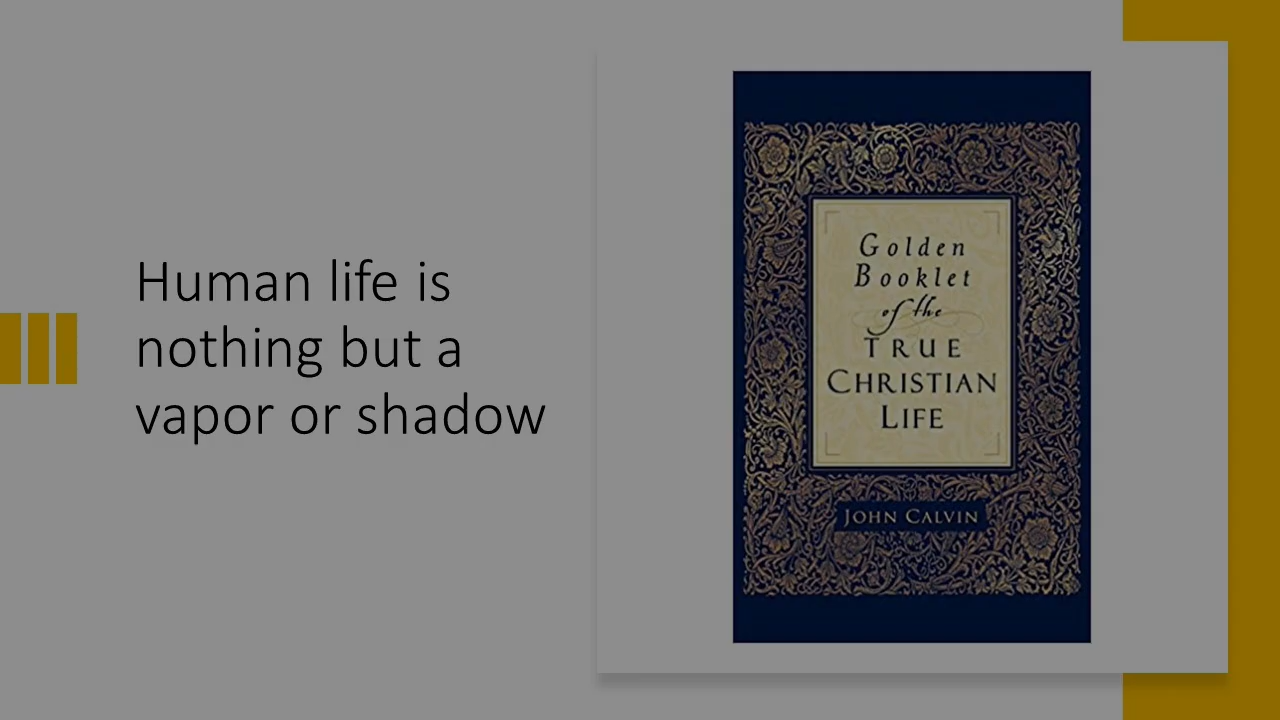 Human life is
nothing but a
vapor or shadow
Golden
Booklet
of the
TRUE
CHRISTIAN
LIFE
JOHN CALVIN